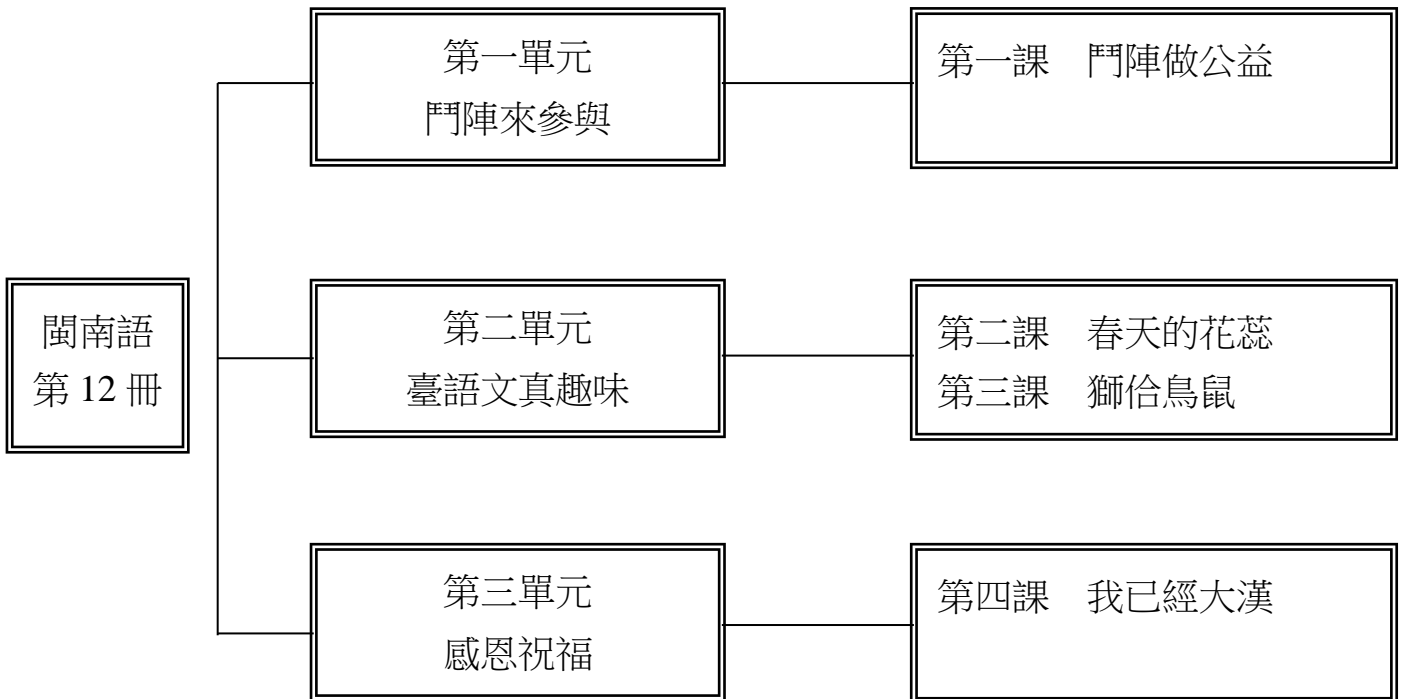 閩南語
第 12 冊
第一單元
鬥陣來參與
第一課　鬥陣做公益
第二單元
臺語文真趣味
第二課　春天的花蕊
第三課　獅佮鳥鼠
第三單元
感恩祝福
第四課　我已經大漢